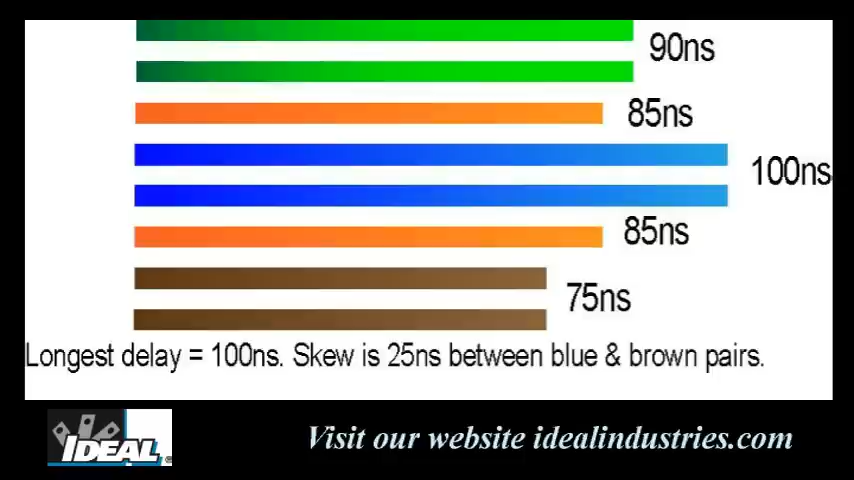 90ns
85ns
100ns
85ns
75ns
Longest delay = 100ns. Skew is 25ns between blue & brown pairs.
IDEAL
Visit our website idealindustries.com